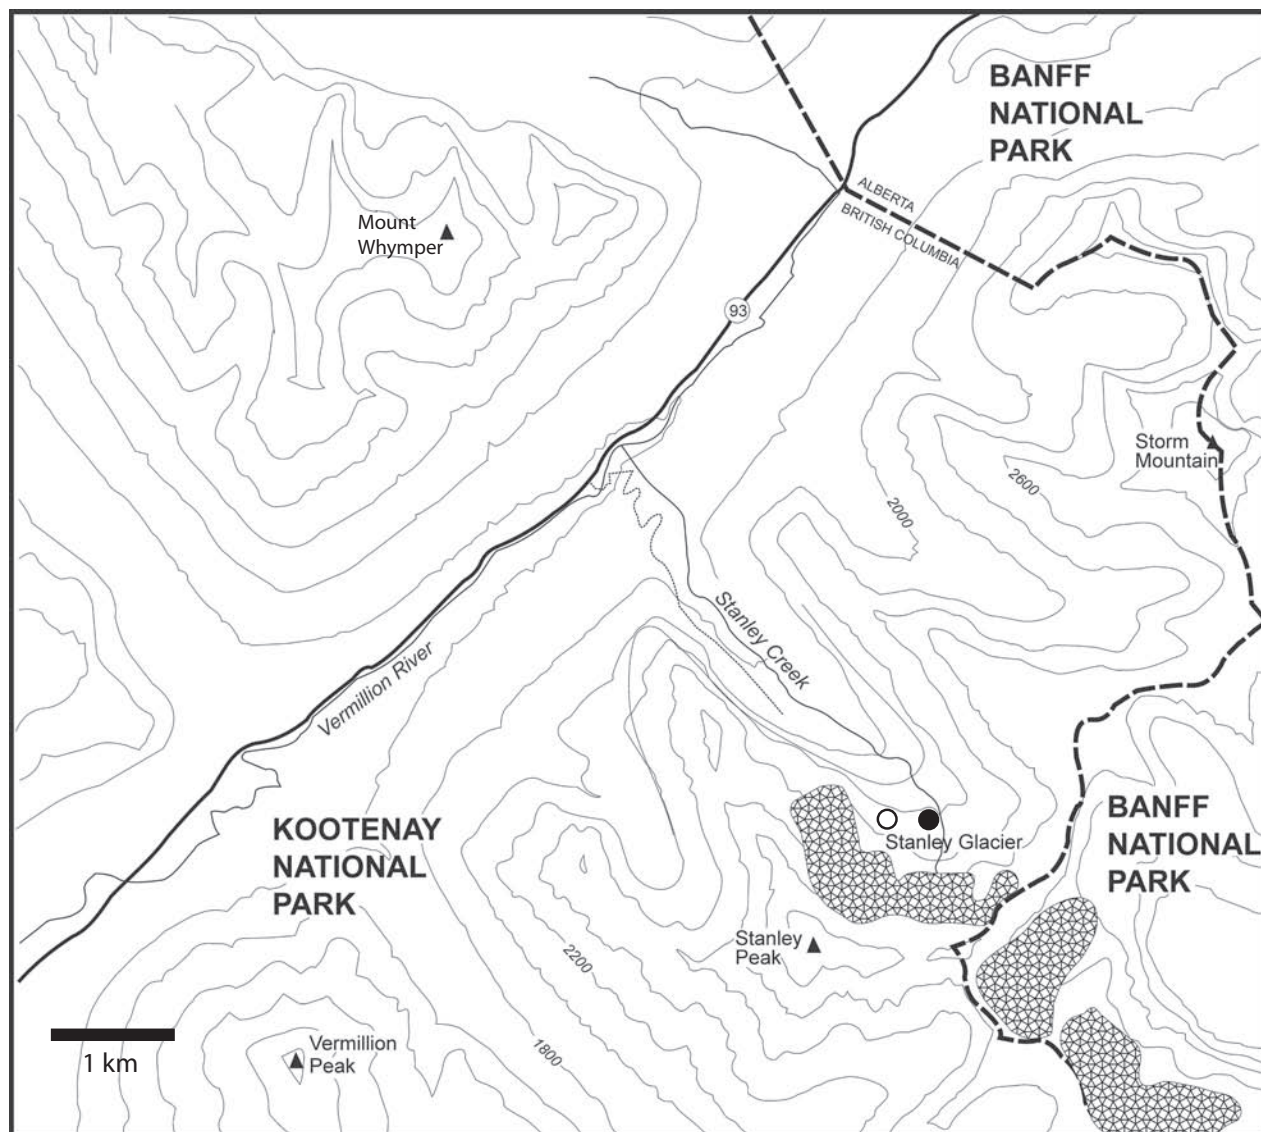 BANFF
NATIONAL
PARK
ALBERTA
BRITISH COLUMBIA
Mount
Whymper
93
Storm
Mountain
2600
2000
Stanley Creek
Vermillion River
KOOTENAY
NATIONAL
PARK
BANFF
NATIONAL
PARK
Stanley Glacier
Stanley
Peak
2200
1800
Vermillion
Peak
1 km